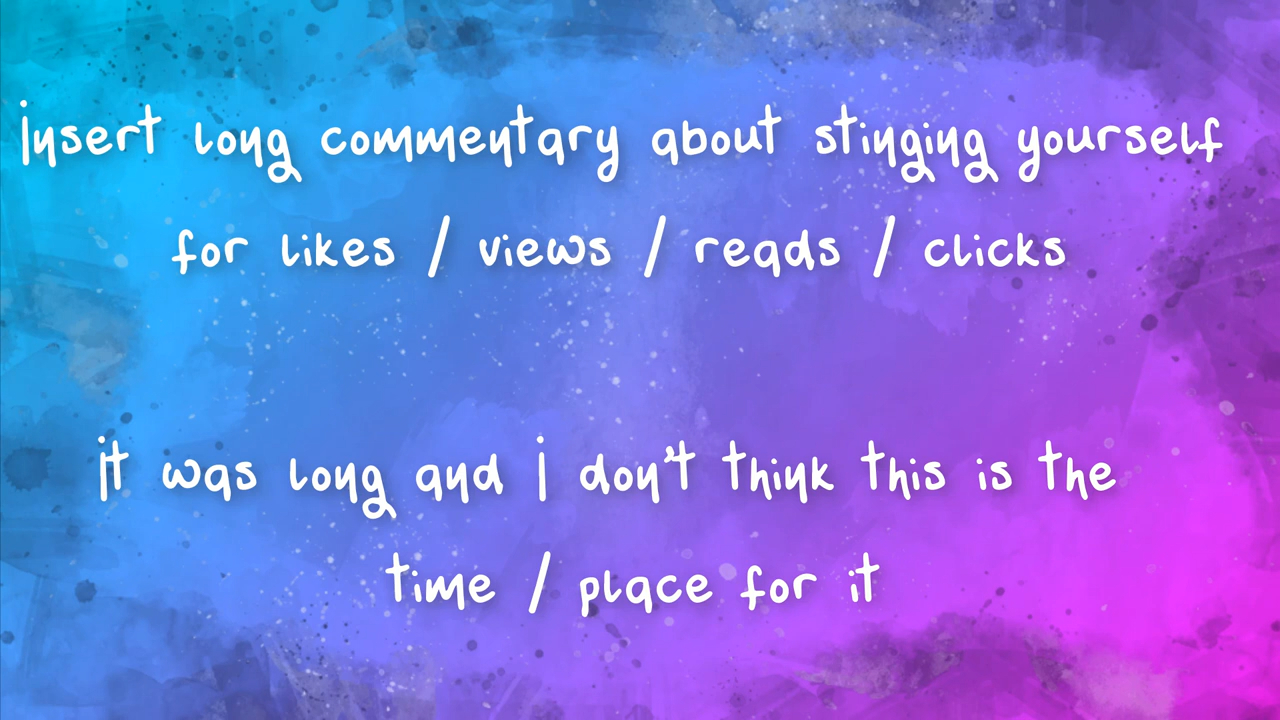 Insert long commentary about stinging yourself
for likes / views / reads / clicks
It was long and I don't think this is the
time / place for it